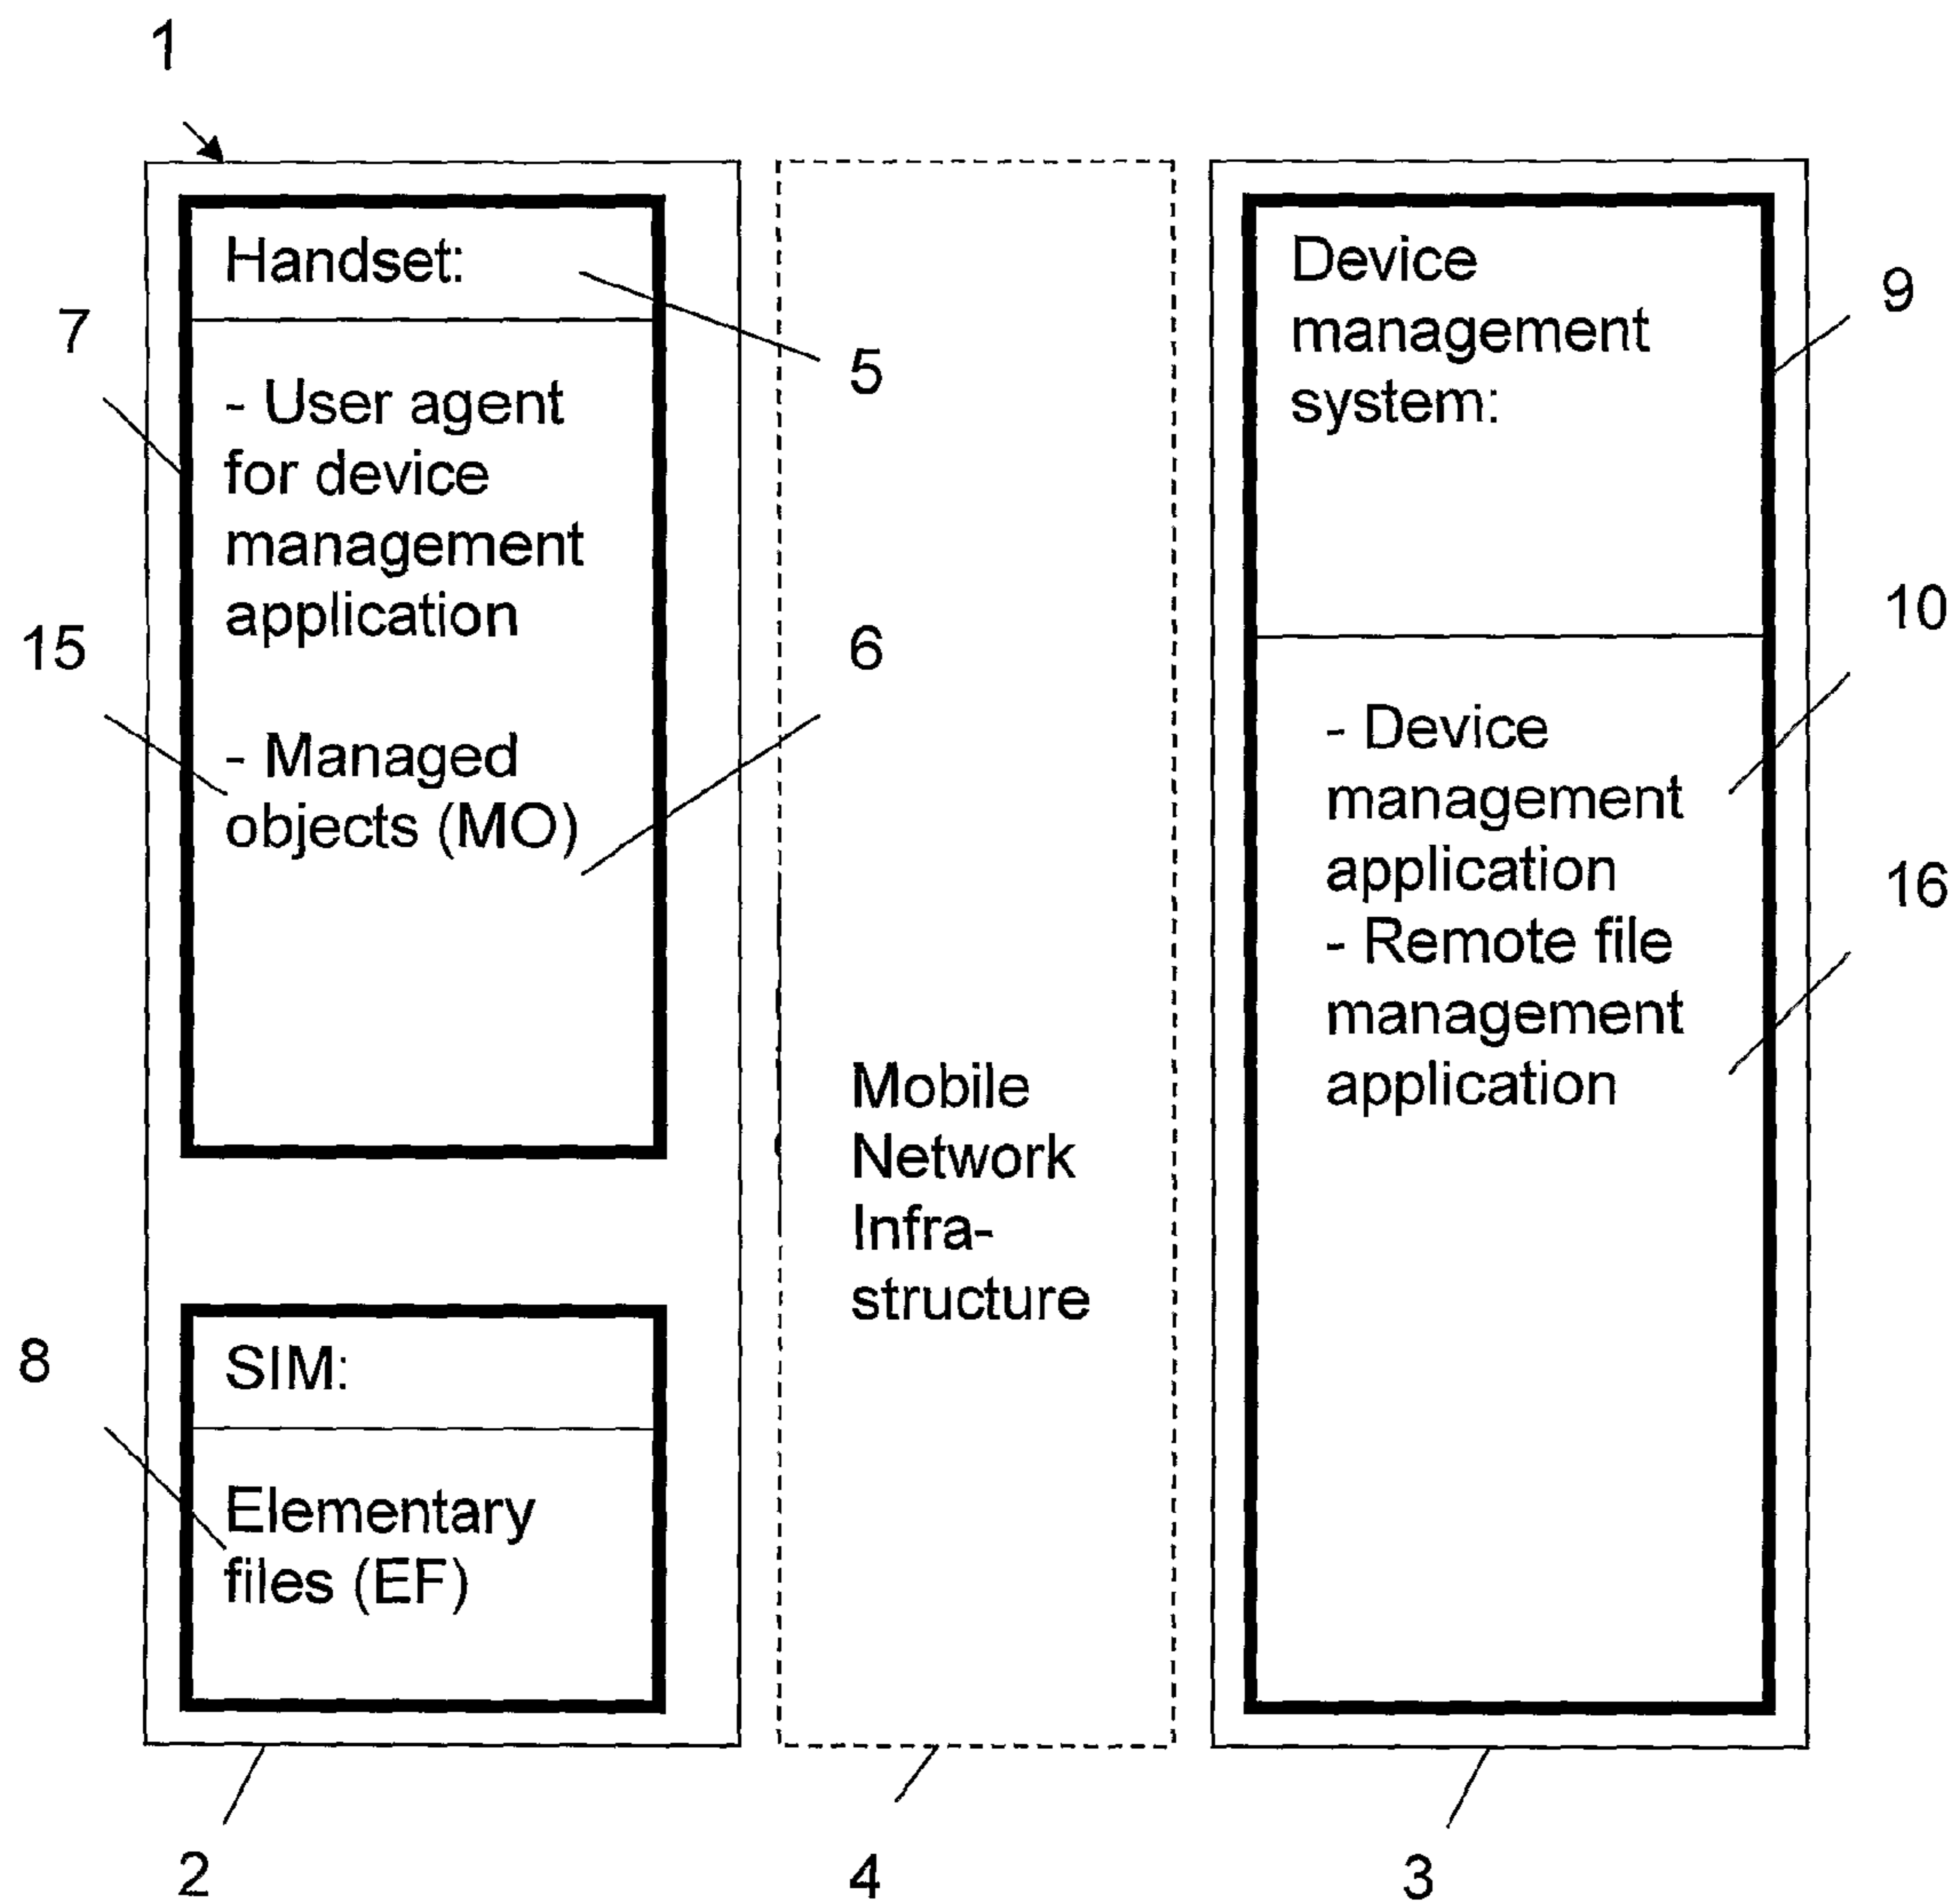 1
Handset:
7
5
- User agent
for device
management
application
15
6
- Managed
objects (MO)
Mobile
Network
Infra-
structure
8
SIM:
Elementary
files (EF)
Device
management
system:
9
10
- Device
management
application
16
- Remote file
management
application
2
4
3